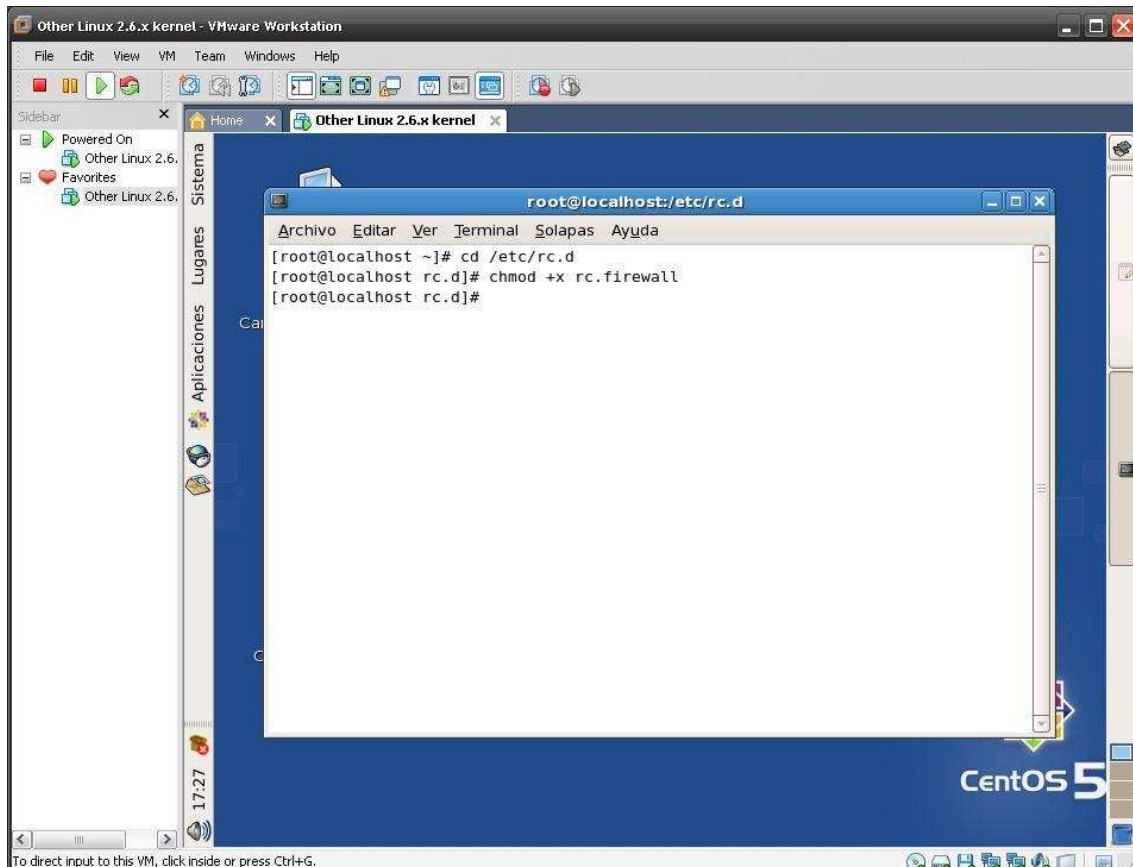 Other Linux 2.6.x kernel - VMware Workstation
File Edit View VM Team Windows Help
Sidebar
Home
Other Linux 2.6.x kernel
Powered On
Other Linux 2.6.
Favorites
Other Linux 2.6.
Sistema
Lugares
Aplicaciones
17:27
root@localhost:/etc/rc.d
Archivo Editar Ver Terminal Solapas Ayuda
[root@localhost ~]# cd /etc/rc.d
[root@localhost rc.d]# chmod +x rc.firewall
[root@localhost rc.d]#
CentOS 5
To direct input to this VM, click inside or press Ctrl+G.